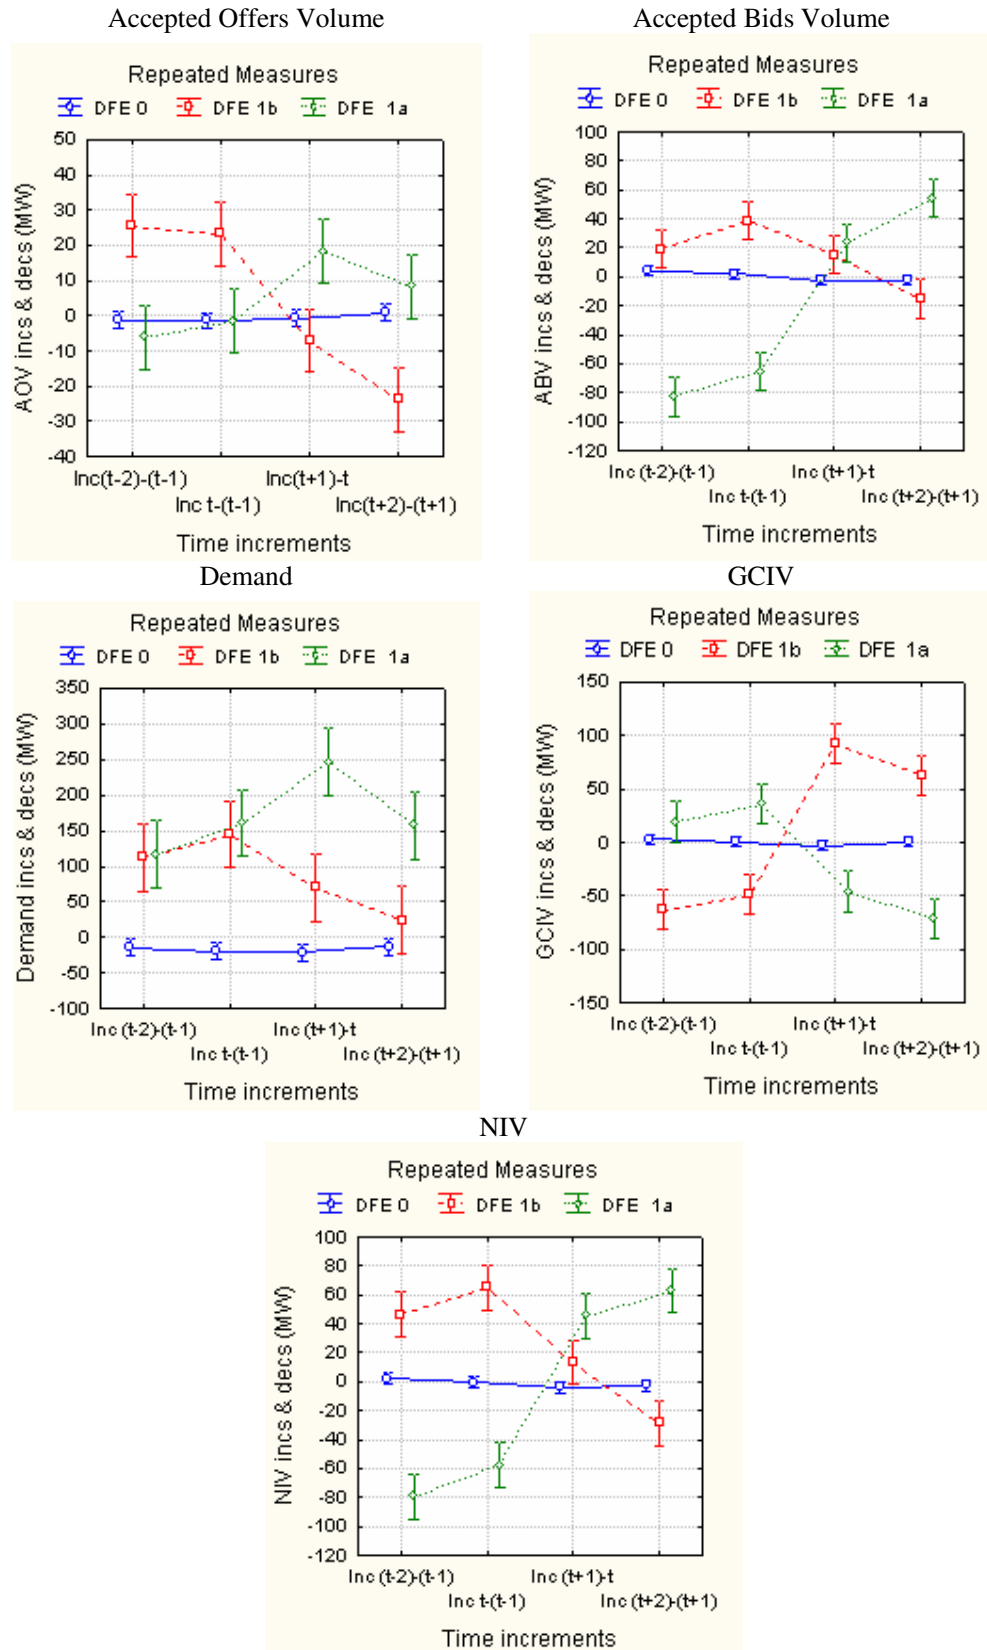 Accepted Offers Volume
Repeated Measures
DFE 0 DFE 1b DFE 1a
AOV incs & decs (MW)
50
40
30
20
10
0
-10
-20
-30
-40
Inc(t-2)-(t-1) Inc(t+1)-t
Inc t-(t-1) Inc(t+2)-(t+1)
Time increments
Accepted Bids Volume
Repeated Measures
DFE 0 DFE 1b DFE 1a
ABV incs & decs (MW)
100
80
60
40
20
0
-20
-40
-60
-80
-100
-120
Inc (t-2)-(t-1) Inc (t+1)-t
Inc t-(t-1) Inc (t+2)-(t+1)
Time increments
Demand
Repeated Measures
DFE 0 DFE 1b DFE 1a
Demand incs & decs (MW)
350
300
250
200
150
100
50
0
-50
-100
Inc (t-2)-(t-1) Inc (t+1)-t
Inc t-(t-1) Inc (t+2)-(t+1)
Time increments
GCIV
Repeated Measures
DFE 0 DFE 1b DFE 1a
GCIV incs & decs (MW)
150
100
50
0
-50
-100
-150
Inc (t-2)-(t-1) Inc (t+1)-t
Inc t-(t-1) Inc (t+2)-(t+1)
Time increments
NIV
Repeated Measures
DFE 0 DFE 1b DFE 1a
NIV incs & decs (MW)
100
80
60
40
20
0
-20
-40
-60
-80
-100
-120
Inc (t-2)-(t-1) Inc (t+1)-t
Inc t-(t-1) Inc (t+2)-(t+1)
Time increments